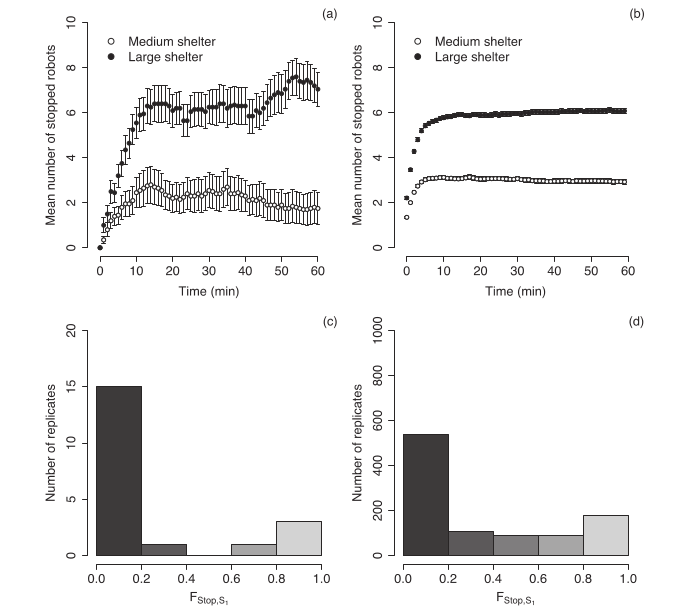 (a)
Mean number of stopped robots
10
8
6
4
2
0
Medium shelter
Large shelter
0 10 20 30 40 50 60
Time (min)
(b)
Mean number of stopped robots
10
8
6
4
2
0
Medium shelter
Large shelter
0 10 20 30 40 50 60
Time (min)
(c)
Number of replicates
20
15
10
5
0
0.0 0.2 0.4 0.6 0.8 1.0
FStop,S1
(d)
Number of replicates
1000
800
600
400
200
0
0.0 0.2 0.4 0.6 0.8 1.0
FStop,S1